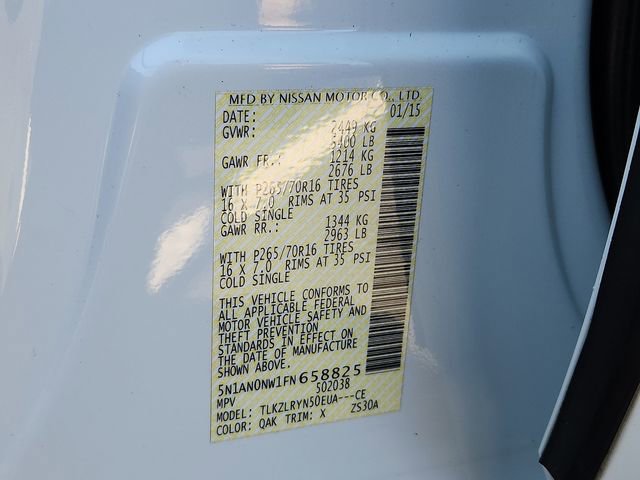 MFD BY NISSAN MOTOR CO., LTD.
DATE: 01/15
GVWR: 2449 KG
5400 LB
GAWR FR.: 1214 KG
2676 LB
WITH P265/70R16 TIRES
16 X 7.0 RIMS AT 35 PSI
COLD SINGLE
GAWR RR.: 1344 KG
2963 LB
WITH P265/70R16 TIRES
16 X 7.0 RIMS AT 35 PSI
COLD SINGLE
THIS VEHICLE CONFORMS TO
ALL APPLICABLE FEDERAL
MOTOR VEHICLE SAFETY AND
THEFT PREVENTION
STANDARDS IN EFFECT ON
THE DATE OF MANUFACTURE
SHOWN ABOVE.
5N1AN0NW1FN658825
MPV S02038
MODEL: TLKZLRYN50EUA---CE
COLOR: QAK TRIM: X ZS30A